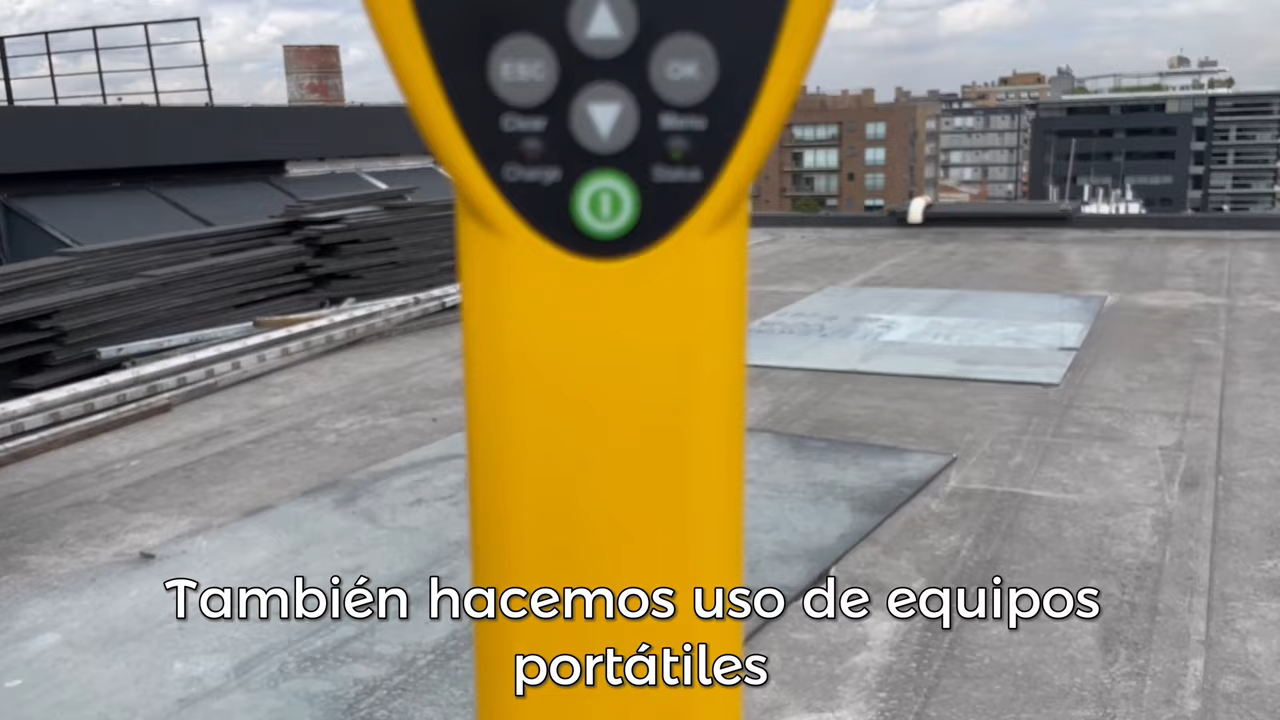 ESC
OK
Clear
Menu
Charge
Status
También hacemos uso de equipos
portátiles